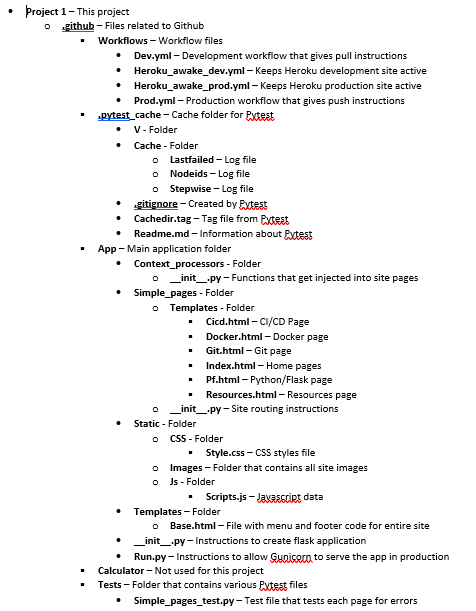 Project 1 – This project
.github – Files related to Github
Workflows – Workflow files
Dev.yml – Development workflow that gives pull instructions
Heroku_awake_dev.yml – Keeps Heroku development site active
Heroku_awake_prod.yml – Keeps Heroku production site active
Prod.yml – Production workflow that gives push instructions
.pytest_cache – Cache folder for Pytest
V - Folder
Cache - Folder
Lastfailed – Log file
Nodeids – Log file
Stepwise – Log file
.gitignore – Created by Pytest
Cachedir.tag – Tag file from Pytest
Readme.md – Information about Pytest
App – Main application folder
Context_processors - Folder
__init__.py – Functions that get injected into site pages
Simple_pages - Folder
Templates - Folder
Cicd.html – CI/CD Page
Docker.html – Docker page
Git.html – Git page
Index.html – Home pages
Pf.html – Python/Flask page
Resources.html – Resources page
__init__.py – Site routing instructions
Static - Folder
CSS - Folder
Style.css – CSS styles file
Images – Folder that contains all site images
Js - Folder
Scripts.js – Javascript data
Templates – Folder
Base.html – File with menu and footer code for entire site
__init__.py – Instructions to create flask application
Run.py – Instructions to allow Gunicorn to serve the app in production
Calculator – Not used for this project
Tests – Folder that contains various Pytest files
Simple_pages_test.py – Test file that tests each page for errors